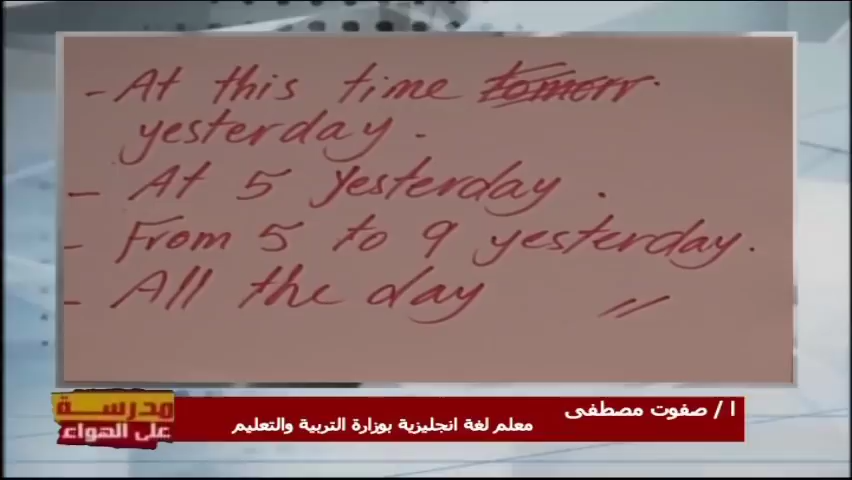 - At this time tomorr
yesterday.
- At 5 yesterday.
- From 5 to 9 yesterday.
- All the day "
مدرسة
على الهواء
ا / صفوت مصطفى
معلم لغة انجليزية بوزارة التربية والتعليم